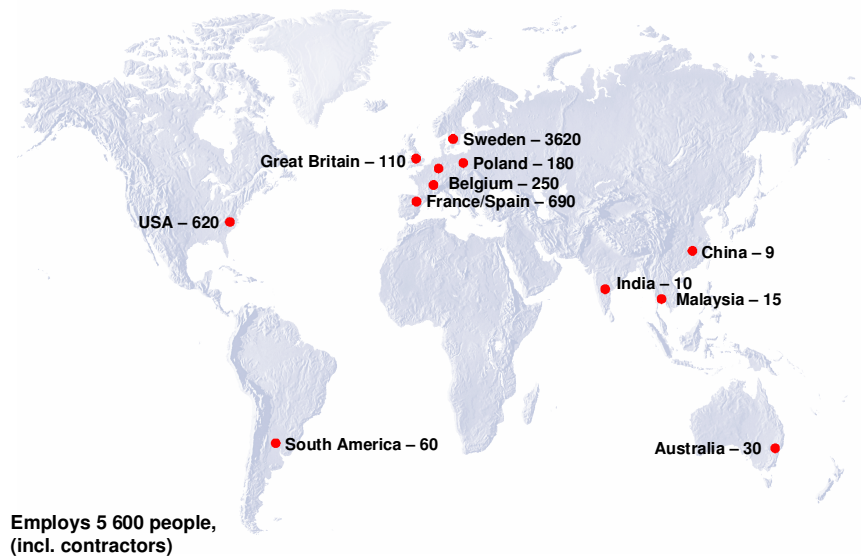 Sweden – 3620
Great Britain – 110
Poland – 180
Belgium – 250
France/Spain – 690
USA – 620
China – 9
India – 10
Malaysia – 15
South America – 60
Australia – 30
Employs 5 600 people,
(incl. contractors)